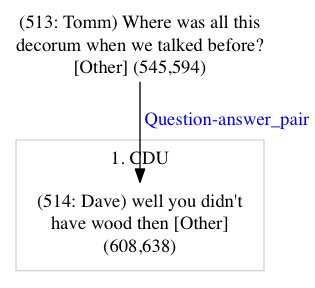 (513: Tomm) Where was all this
decorum when we talked before?
[Other] (545,594)
Question-answer_pair
1. CDU
(514: Dave) well you didn't
have wood then [Other]
(608,638)